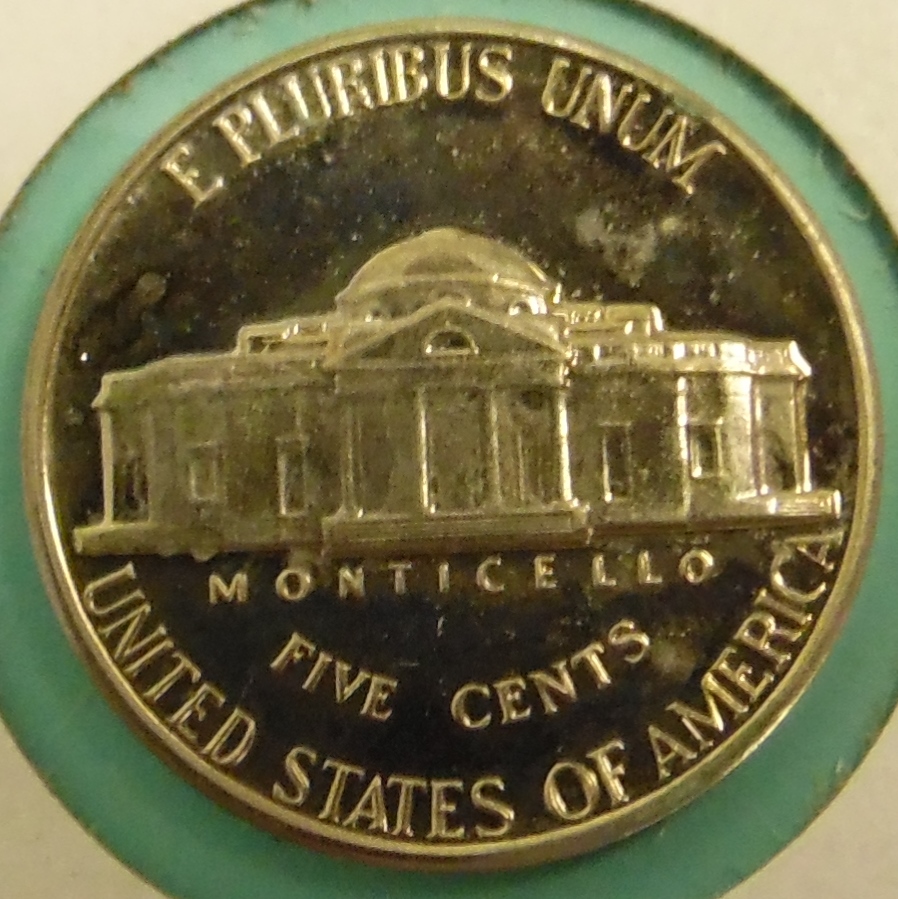 E PLURIBUS UNUM
MONTICELLO
FIVE CENTS
UNITED STATES OF AMERICA